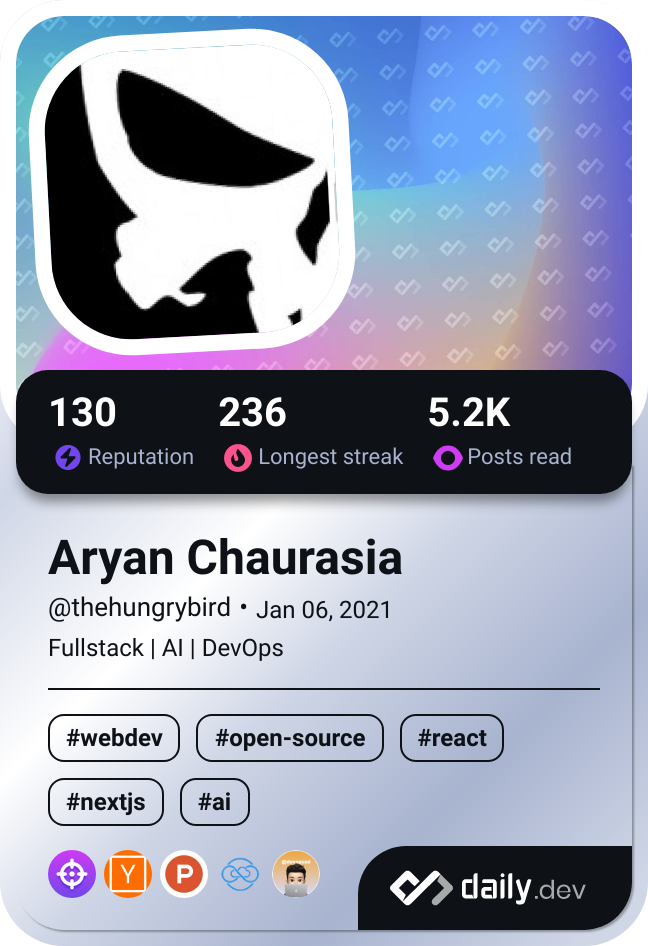 130 236 5.2K
Reputation Longest streak Posts read
Aryan Chaurasia
@thehungrybird • Jan 06, 2021
Fullstack | AI | DevOps
#webdev #open-source #react
#nextjs #ai
Y P
daily.dev